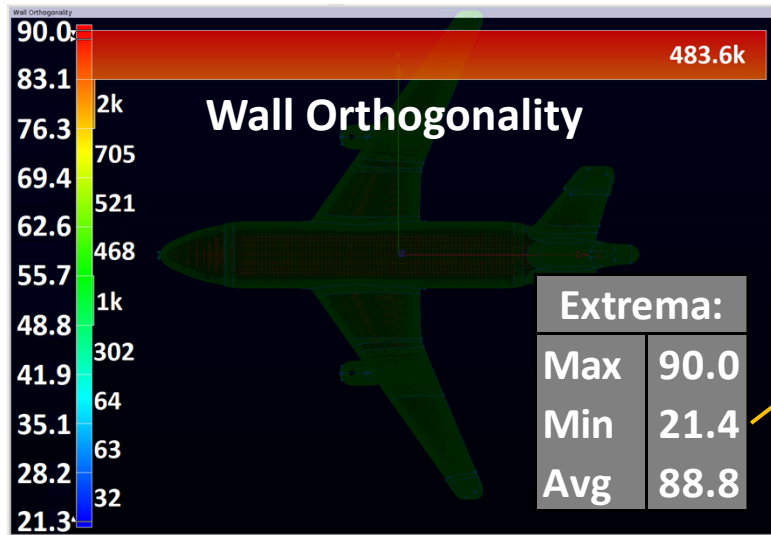 Wall Orthogonality
90.0
483.6k
83.1
2k
Wall Orthogonality
76.3
705
69.4
521
62.6
468
55.7
1k
Extrema:
48.8
302
Max 90.0
41.9
64
Min 21.4
35.1
63
Avg 88.8
28.2
32
21.3